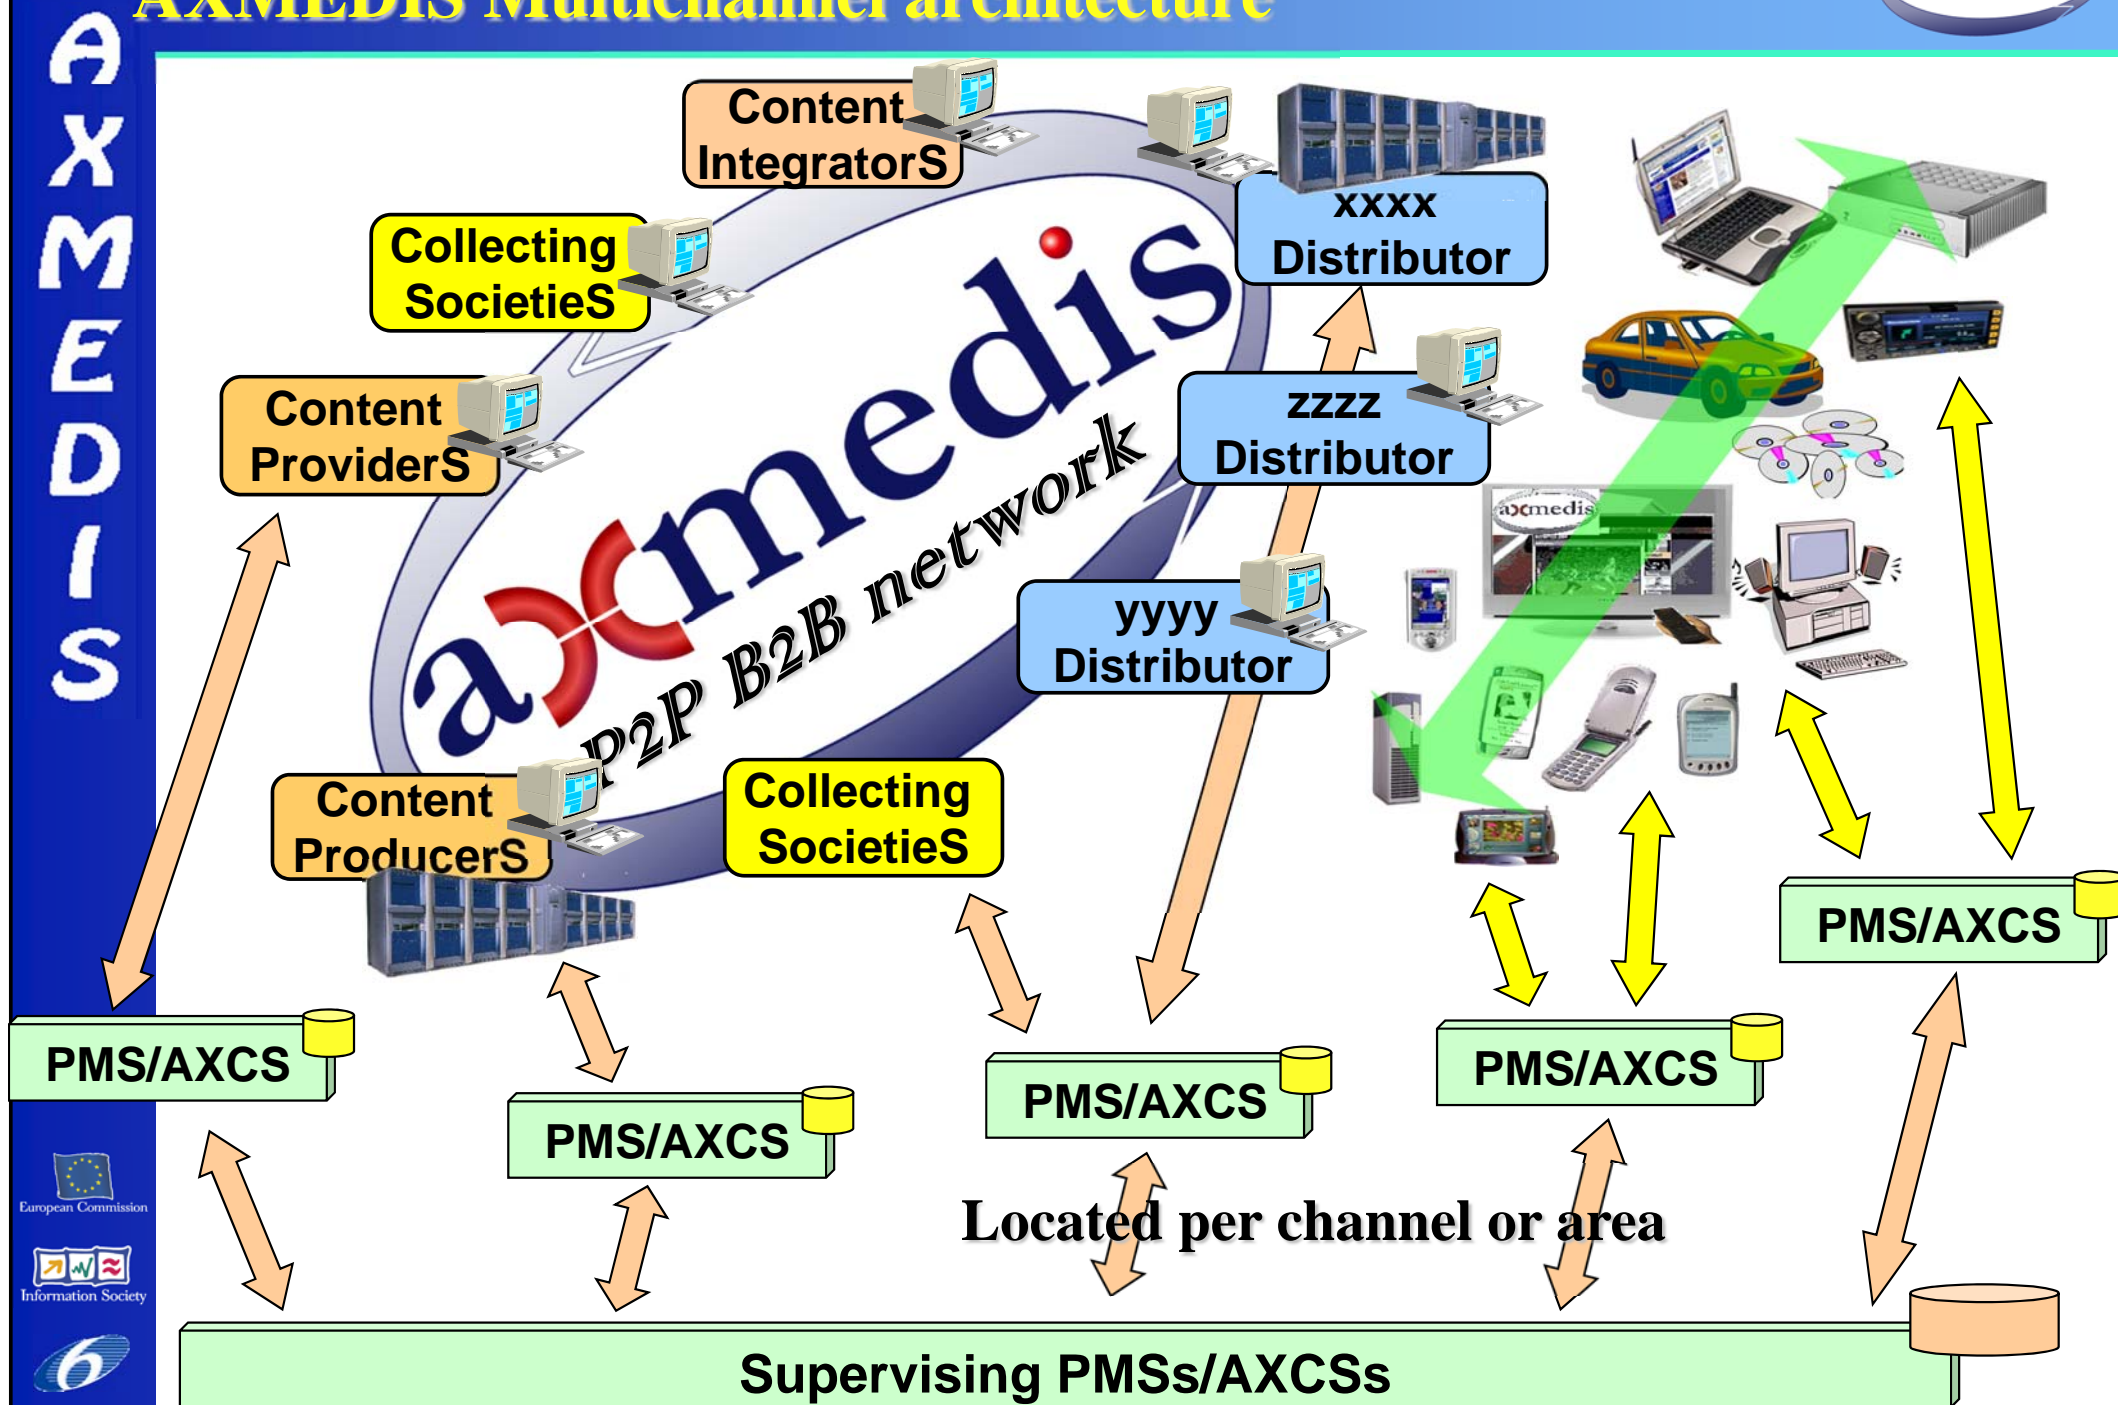 AXMEDIS Multichannel architecture
AXMEDIS
Content
IntegratorS
xxxx
Distributor
Collecting
SocietieS
zzzz
Distributor
Content
ProviderS
axmedis
P2P B2B network
axmedis
yyyy
Distributor
Content
ProducerS
Collecting
SocietieS
PMS/AXCS
PMS/AXCS
PMS/AXCS
PMS/AXCS
PMS/AXCS
Located per channel or area
European Commission
Information Society
6
Supervising PMSs/AXCSs